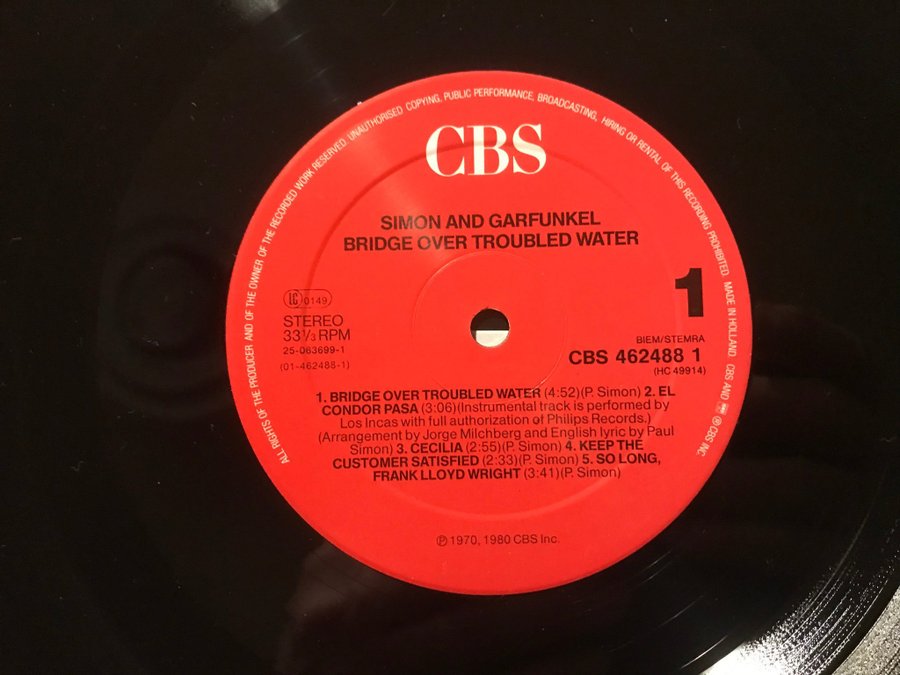 ALL RIGHTS OF THE PRODUCER AND OF THE OWNER OF THE RECORDED WORK RESERVED. UNAUTHORISED COPYING, PUBLIC PERFORMANCE, BROADCASTING, HIRING OR RENTAL OF THIS RECORDING PROHIBITED. MADE IN HOLLAND. CBS AND ℗ CBS INC.
CBS
SIMON AND GARFUNKEL
BRIDGE OVER TROUBLED WATER
1
LC 0149
STEREO
33 1/3 RPM
25-063699-1
(01-462488-1)
BIEM/STEMRA
CBS 462488 1
(HC 49914)
1. BRIDGE OVER TROUBLED WATER (4:52)(P. Simon) 2. EL
CONDOR PASA (3:06)(Instrumental track is performed by
Los Incas with full authorization of Philips Records.)
(Arrangement by Jorge Milchberg and English lyric by Paul
Simon) 3. CECILIA (2:55)(P. Simon) 4. KEEP THE
CUSTOMER SATISFIED (2:33)(P. Simon) 5. SO LONG,
FRANK LLOYD WRIGHT (3:41)(P. Simon)
℗ 1970, 1980 CBS Inc.